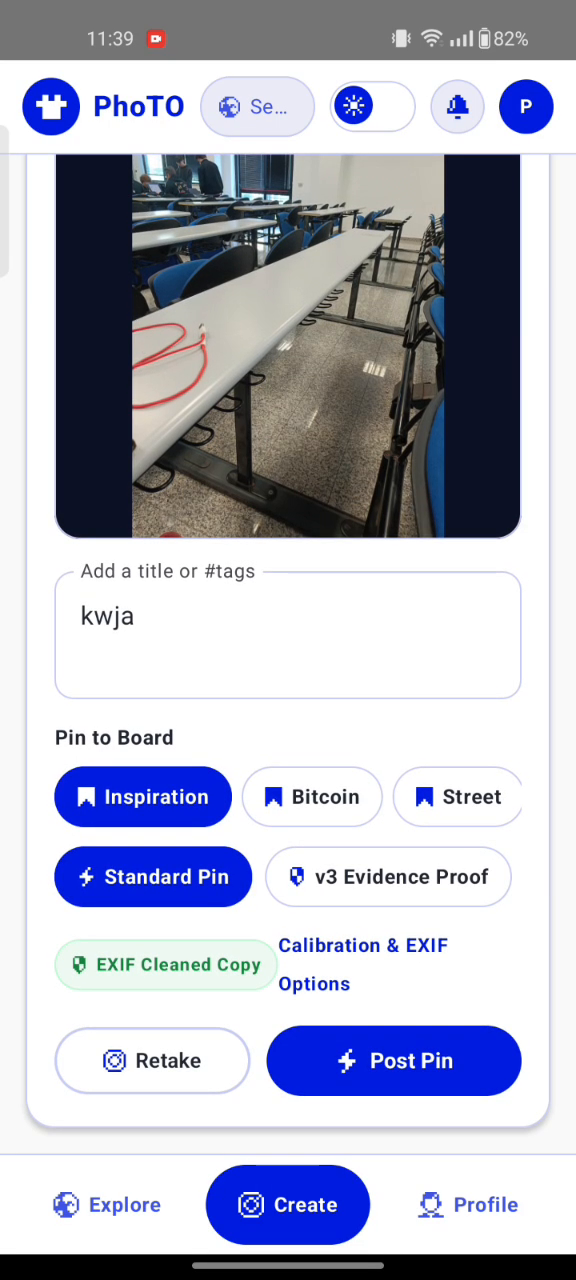 11:39
82%
PhoTO
Se...
P
Add a title or #tags
kwja
Pin to Board
Inspiration
Bitcoin
Street
Standard Pin
v3 Evidence Proof
EXIF Cleaned Copy
Calibration & EXIF
Options
Retake
Post Pin
Explore
Create
Profile